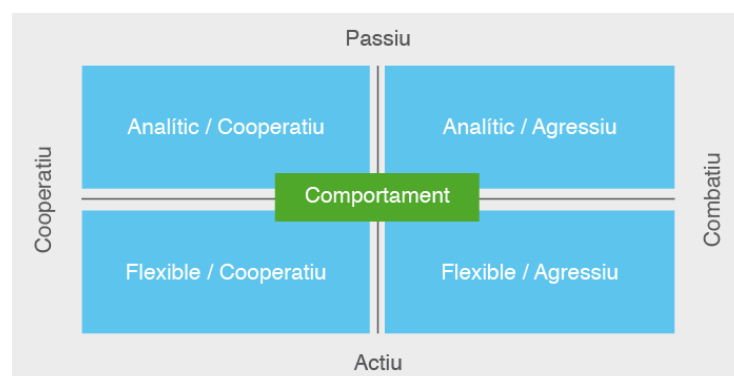 Passiu
Analític / Cooperatiu
Analític / Agressiu
Cooperatiu
Comportament
Combatiu
Flexible / Cooperatiu
Flexible / Agressiu
Actiu